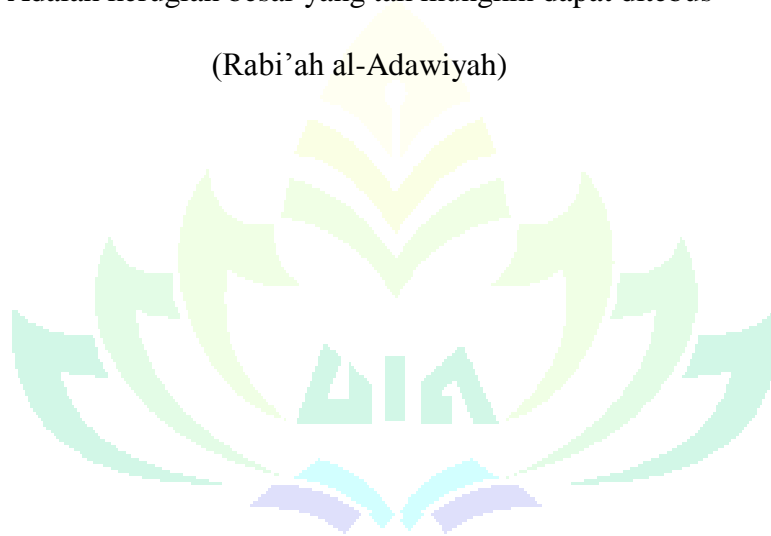 Adalah kerugian besar yang tak mungkin dapat ditebus
(Rabi’ah al-Adawiyah)